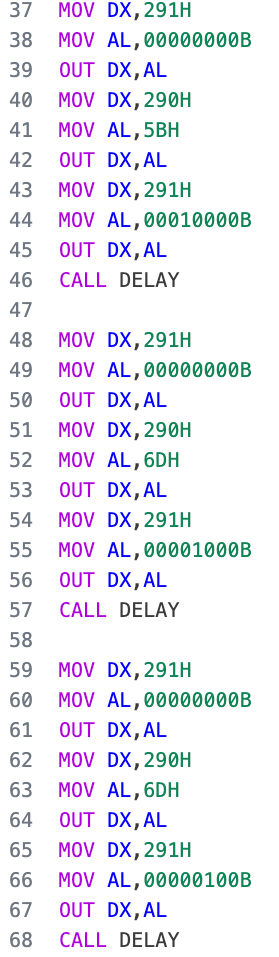 37 MOV DX,291H
38 MOV AL,00000000B
39 OUT DX,AL
40 MOV DX,290H
41 MOV AL,5BH
42 OUT DX,AL
43 MOV DX,291H
44 MOV AL,00010000B
45 OUT DX,AL
46 CALL DELAY
47
48 MOV DX,291H
49 MOV AL,00000000B
50 OUT DX,AL
51 MOV DX,290H
52 MOV AL,6DH
53 OUT DX,AL
54 MOV DX,291H
55 MOV AL,00001000B
56 OUT DX,AL
57 CALL DELAY
58
59 MOV DX,291H
60 MOV AL,00000000B
61 OUT DX,AL
62 MOV DX,290H
63 MOV AL,6DH
64 OUT DX,AL
65 MOV DX,291H
66 MOV AL,00000100B
67 OUT DX,AL
68 CALL DELAY